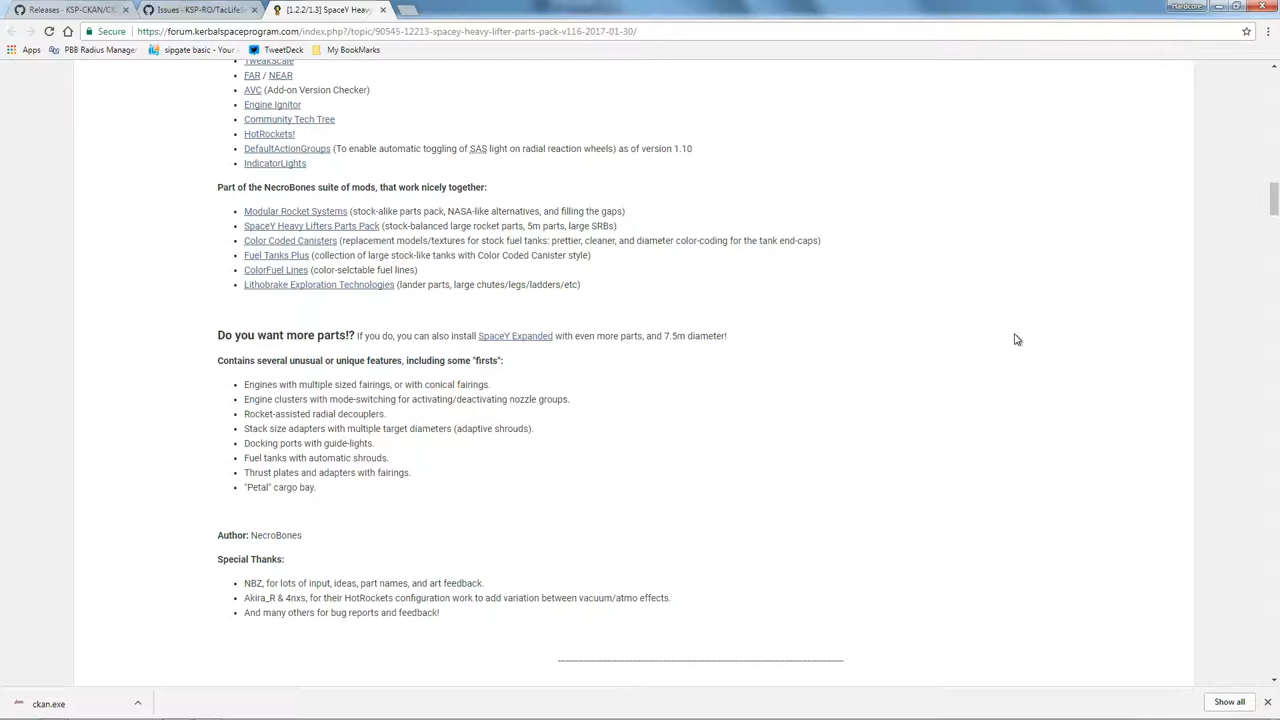 Releases - KSP-CKAN/CK
Issues - KSP-RO/TacLifeS
[1.2.2/1.3] SpaceY Heavy
Hardcore
Secure
https://forum.kerbalspaceprogram.com/index.php?/topic/90545-12213-spacey-heavy-lifter-parts-pack-v116-2017-01-30/
Apps PBB Radius Manager sipgate basic - Your TweetDeck My BookMarks
TweakScale
FAR / NEAR
AVC (Add-on Version Checker)
Engine Ignitor
Community Tech Tree
HotRockets!
DefaultActionGroups (To enable automatic toggling of SAS light on radial reaction wheels) as of version 1.10
IndicatorLights
Part of the NecroBones suite of mods, that work nicely together:
Modular Rocket Systems (stock-alike parts pack, NASA-like alternatives, and filling the gaps)
SpaceY Heavy Lifters Parts Pack (stock-balanced large rocket parts, 5m parts, large SRBs)
Color Coded Canisters (replacement models/textures for stock fuel tanks: prettier, cleaner, and diameter color-coding for the tank end-caps)
Fuel Tanks Plus (collection of large stock-like tanks with Color Coded Canister style)
ColorFuel Lines (color-selctable fuel lines)
Lithobrake Exploration Technologies (lander parts, large chutes/legs/ladders/etc)
Do you want more parts!? If you do, you can also install SpaceY Expanded with even more parts, and 7.5m diameter!
Contains several unusual or unique features, including some "firsts":
Engines with multiple sized fairings, or with conical fairings.
Engine clusters with mode-switching for activating/deactivating nozzle groups.
Rocket-assisted radial decouplers.
Stack size adapters with multiple target diameters (adaptive shrouds).
Docking ports with guide-lights.
Fuel tanks with automatic shrouds.
Thrust plates and adapters with fairings.
"Petal" cargo bay.
Author: NecroBones
Special Thanks:
NBZ, for lots of input, ideas, part names, and art feedback.
Akira_R & 4nxs, for their HotRockets configuration work to add variation between vacuum/atmo effects.
And many others for bug reports and feedback!
ckan.exe
Show all